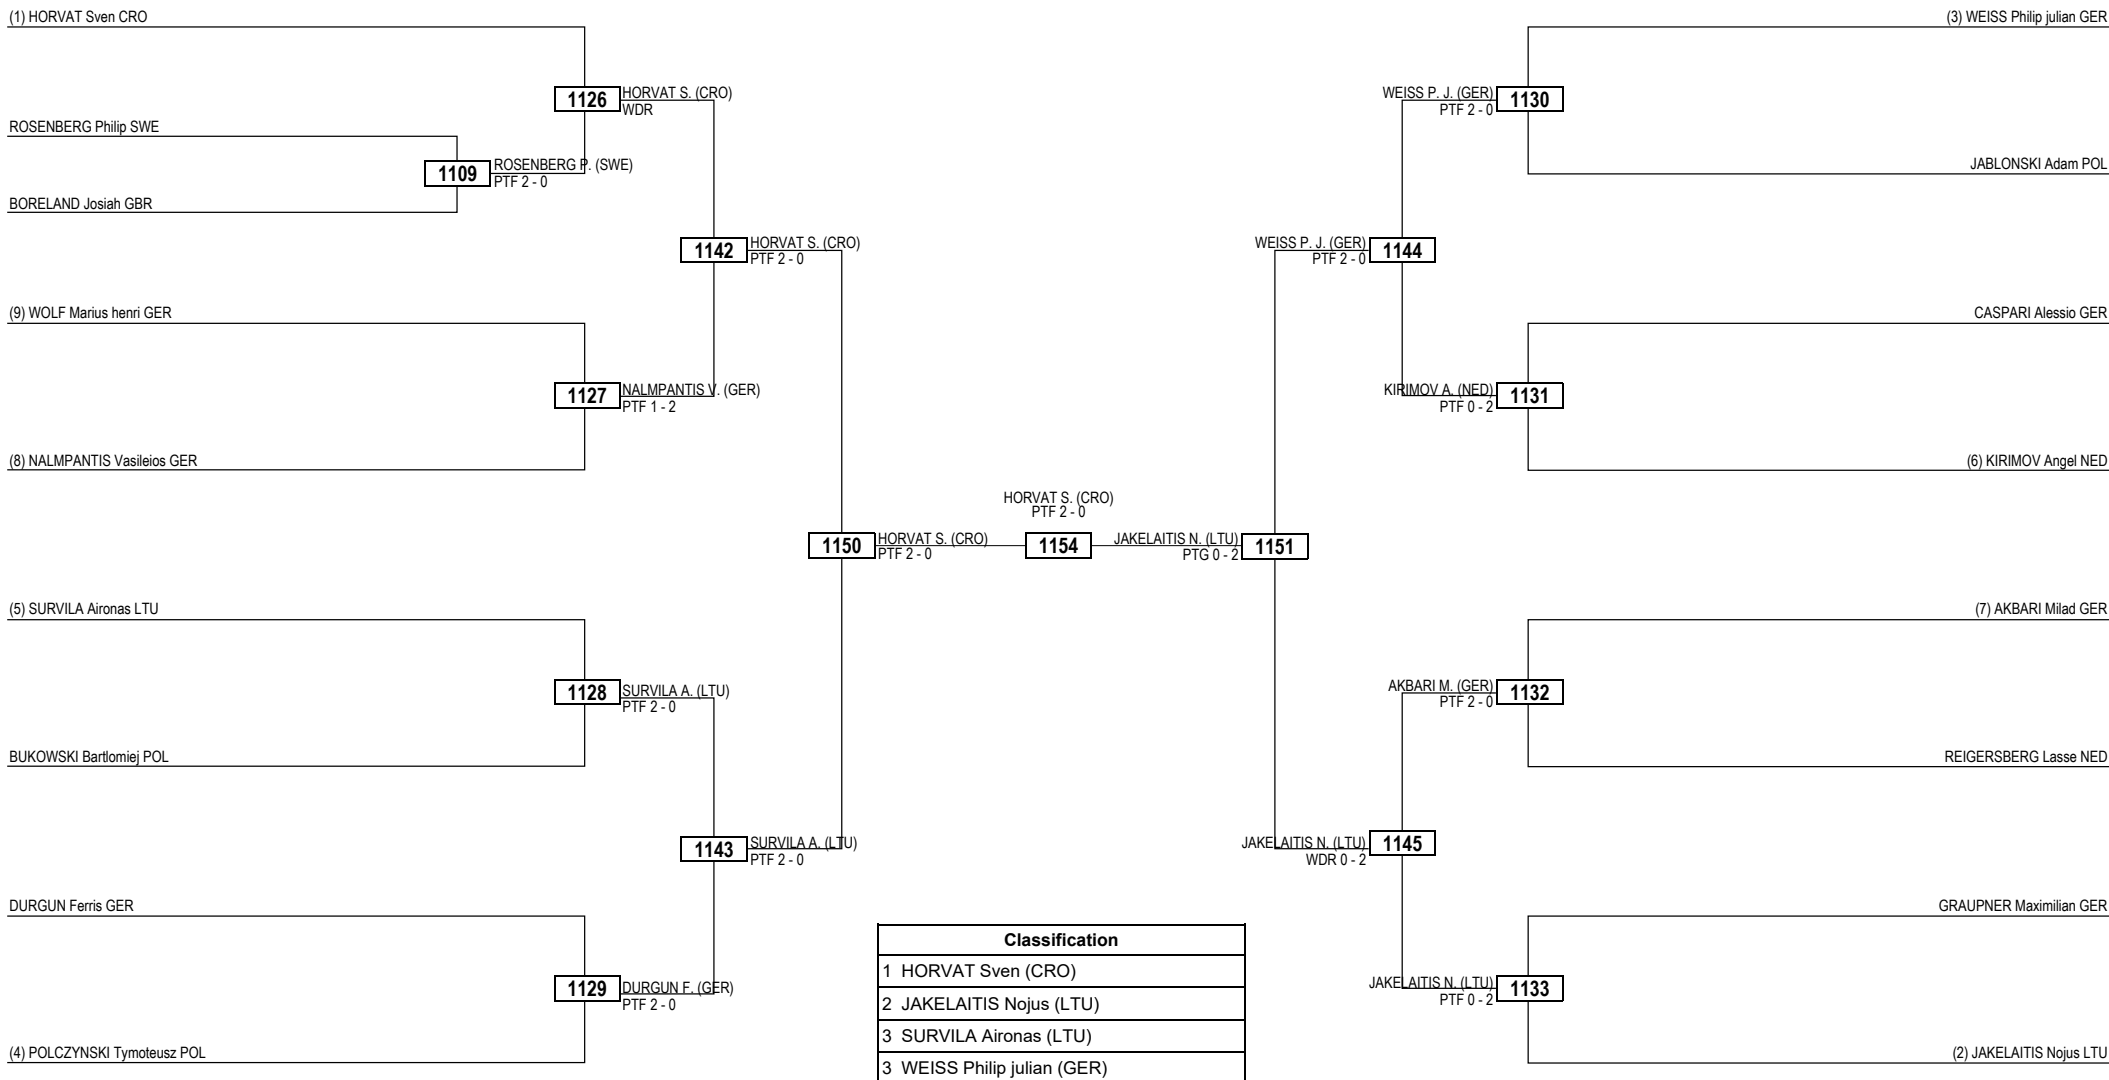 (1) HORVAT Sven CRO
(3) WEISS Philip julian GER
1126
HORVAT S. (CRO)
WDR
WEISS P. J. (GER)
PTF 2 - 0
1130
ROSENBERG Philip SWE
1109
ROSENBERG P. (SWE)
PTF 2 - 0
JABLONSKI Adam POL
BORELAND Josiah GBR
1142
HORVAT S. (CRO)
PTF 2 - 0
WEISS P. J. (GER)
PTF 2 - 0
1144
(9) WOLF Marius henri GER
CASPARI Alessio GER
1127
NALMPANTIS V. (GER)
PTF 1 - 2
KIRIMOV A. (NED)
PTF 0 - 2
1131
(8) NALMPANTIS Vasileios GER
(6) KIRIMOV Angel NED
HORVAT S. (CRO)
PTF 2 - 0
1150
HORVAT S. (CRO)
PTF 2 - 0
1154
JAKELAITIS N. (LTU)
PTG 0 - 2
1151
(5) SURVILA Aironas LTU
(7) AKBARI Milad GER
1128
SURVILA A. (LTU)
PTF 2 - 0
AKBARI M. (GER)
PTF 2 - 0
1132
BUKOWSKI Bartlomiej POL
REIGERSBERG Lasse NED
1143
SURVILA A. (LTU)
PTF 2 - 0
JAKELAITIS N. (LTU)
WDR 0 - 2
1145
DURGUN Ferris GER
GRAUPNER Maximilian GER
1129
DURGUN F. (GER)
PTF 2 - 0
JAKELAITIS N. (LTU)
PTF 0 - 2
1133
(4) POLCZYNSKI Tymoteusz POL
(2) JAKELAITIS Nojus LTU
Classification
1 HORVAT Sven (CRO)
2 JAKELAITIS Nojus (LTU)
3 SURVILA Aironas (LTU)
3 WEISS Philip julian (GER)